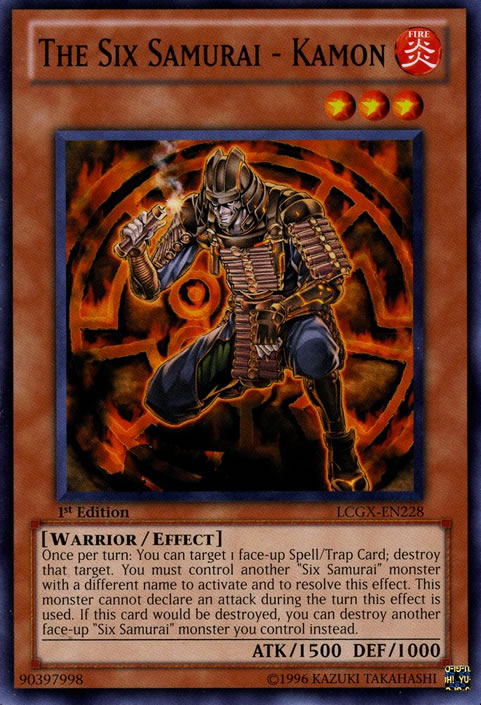 THE SIX SAMURAI - KAMON
FIRE
炎
1st Edition
LCGX-EN228
[WARRIOR/EFFECT]
Once per turn: You can target 1 face-up Spell/Trap Card; destroy
that target. You must control another "Six Samurai" monster
with a different name to activate and to resolve this effect. This
monster cannot declare an attack during the turn this effect is
used. If this card would be destroyed, you can destroy another
face-up "Six Samurai" monster you control instead.
ATK/1500 DEF/1000
90397998
©1996 KAZUKI TAKAHASHI